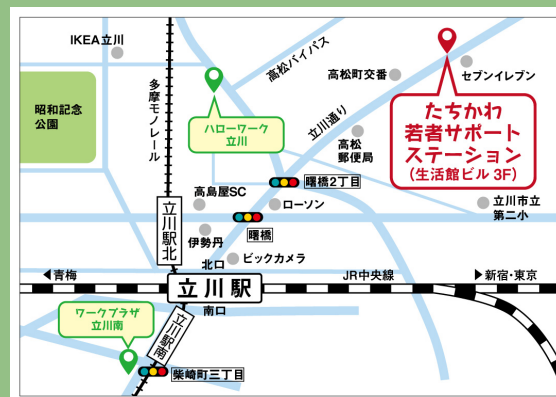 IKEA立川
高松バイパス
高松町交番
セブンイレブン
昭和記念
公園
多摩モノレール
ハローワーク
立川
立川通り
高松
郵便局
たちかわ
若者サポート
ステーション
(生活館ビル 3F)
曙橋2丁目
高島屋SC
ローソン
立川市立
第二小
曙橋
伊勢丹
立川駅北
北口
ビックカメラ
青梅
JR中央線
新宿・東京
立川駅
南口
ワークプラザ
立川南
立川駅南
柴崎町三丁目